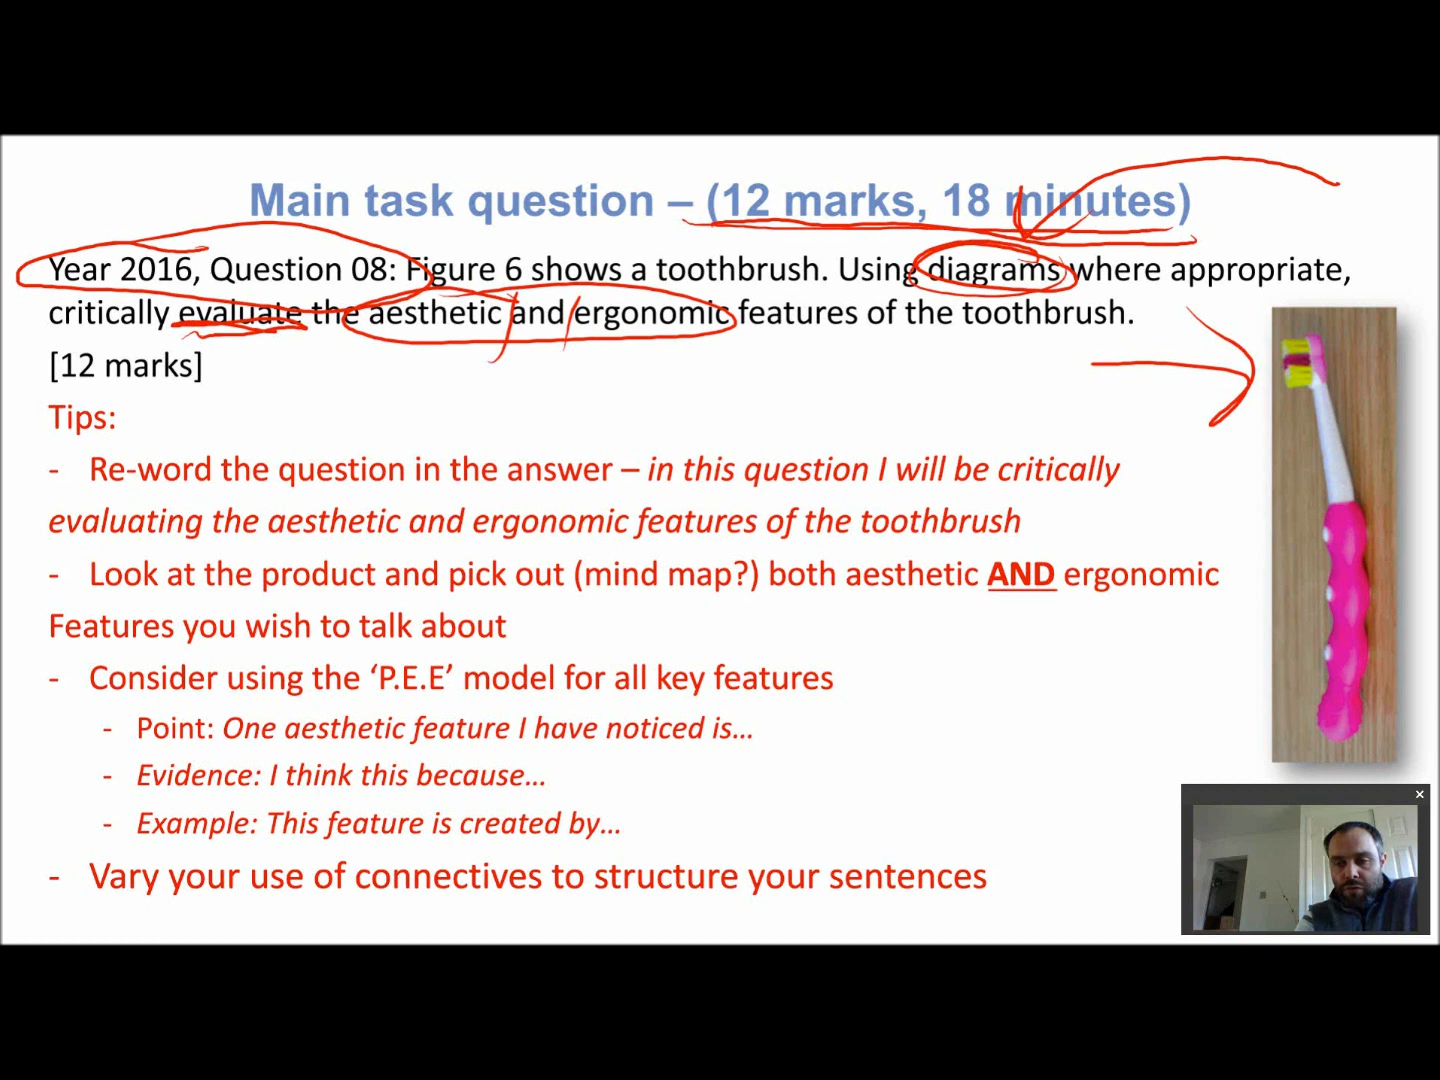 Main task question – (12 marks, 18 minutes)
Year 2016, Question 08: Figure 6 shows a toothbrush. Using diagrams where appropriate,
critically evaluate the aesthetic and ergonomic features of the toothbrush.
[12 marks]
Tips:
- Re-word the question in the answer – in this question I will be critically
evaluating the aesthetic and ergonomic features of the toothbrush
- Look at the product and pick out (mind map?) both aesthetic AND ergonomic
Features you wish to talk about
- Consider using the ‘P.E.E’ model for all key features
- Point: One aesthetic feature I have noticed is…
- Evidence: I think this because…
- Example: This feature is created by…
- Vary your use of connectives to structure your sentences